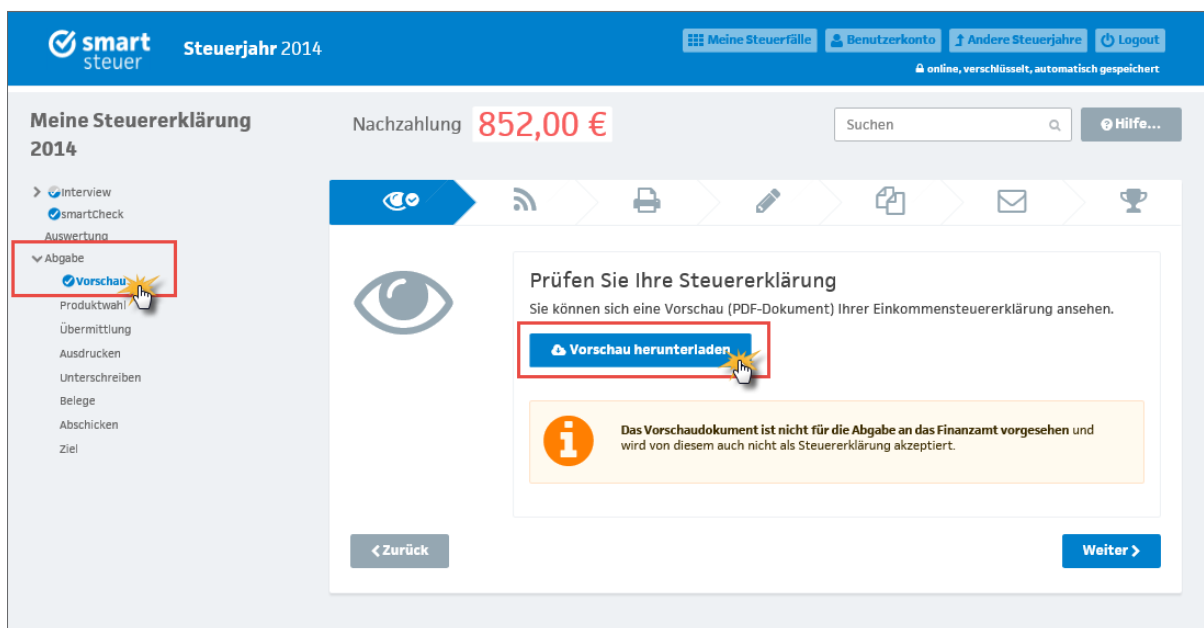 smart
steuer
Steuerjahr 2014
Meine Steuerfälle
Benutzerkonto
Andere Steuerjahre
Logout
online, verschlüsselt, automatisch gespeichert
Meine Steuererklärung
2014
Nachzahlung 852,00 €
Suchen
Hilfe...
Interview
smartCheck
Auswertung
Abgabe
Vorschau
Produktwahl
Übermittlung
Ausdrucken
Unterschreiben
Belege
Abschicken
Ziel
Prüfen Sie Ihre Steuererklärung
Sie können sich eine Vorschau (PDF-Dokument) Ihrer Einkommensteuererklärung ansehen.
Vorschau herunterladen
Das Vorschaudokument ist nicht für die Abgabe an das Finanzamt vorgesehen und
wird von diesem auch nicht als Steuererklärung akzeptiert.
Zurück
Weiter